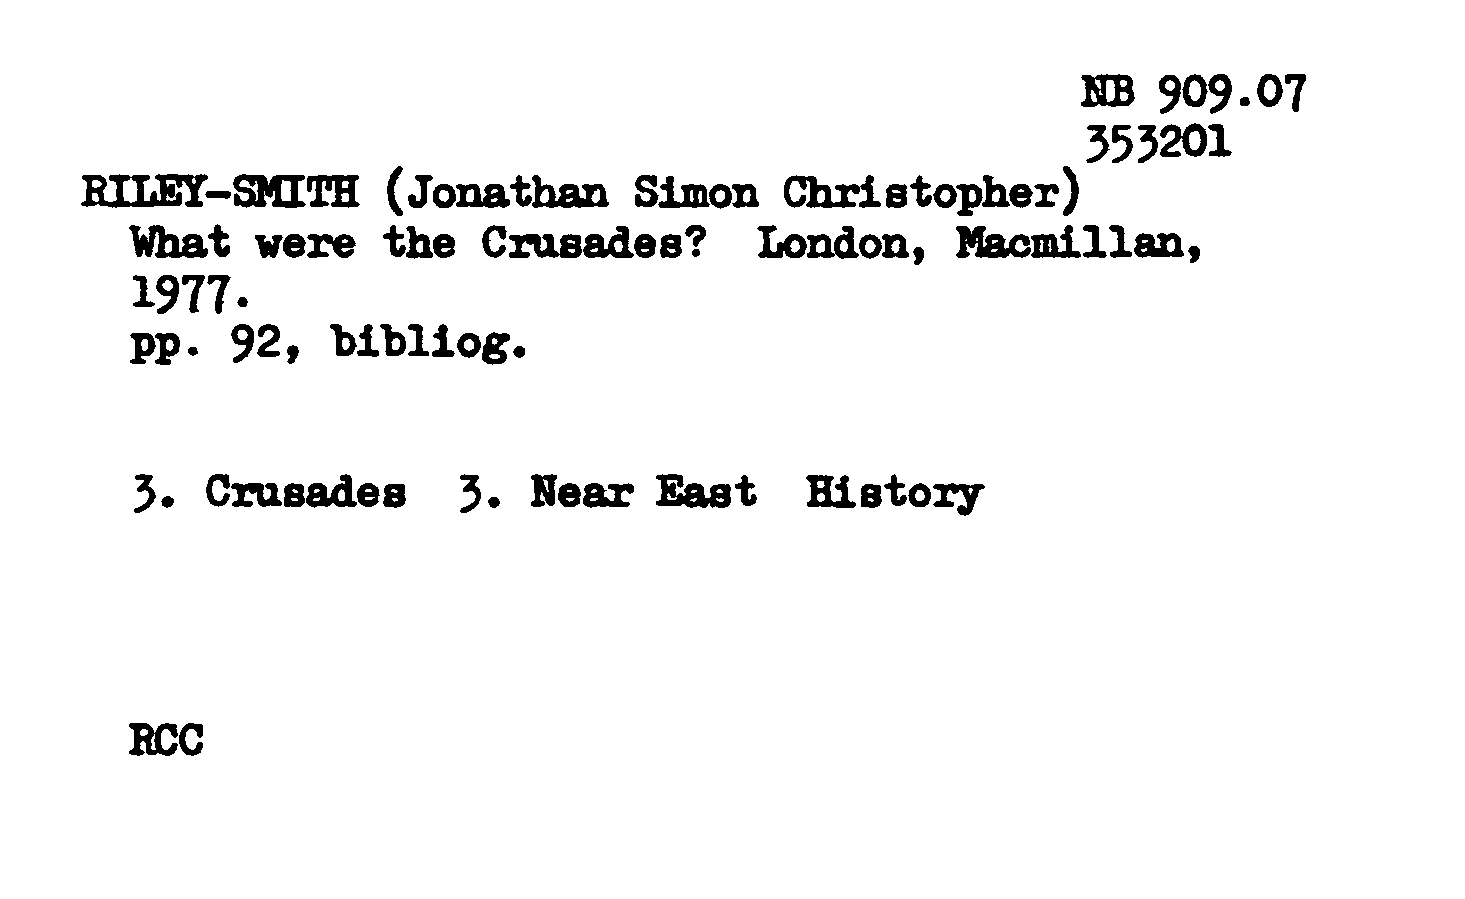 NB 909.07
353201
RILEY-SMITH (Jonathan Simon Christopher)
What were the Crusades? London, Macmillan,
1977.
pp. 92, bibliog.
3. Crusades 3. Near East History
RCC